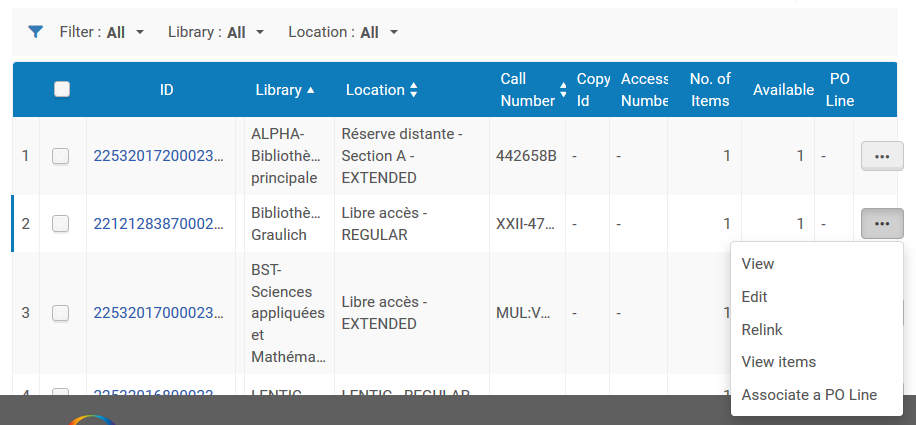 Filter : All Library : All Location : All
ID Library Location Call Number Copy Id Access Numbe No. of Items Available PO Line
1 22532017200023... ALPHA- Bibliothè... principale Réserve distante - Section A - EXTENDED 442658B - - 1 1 - ...
2 22121283870002... Bibliothè... Graulich Libre accès - REGULAR XXII-47... - - 1 1 - ...
3 22532017000023... BST- Sciences appliquées et Mathéma... Libre accès - EXTENDED MUL:V... - - 1
4 22532016800023... LENTIC LENTIC - REGULAR 1
View
Edit
Relink
View items
Associate a PO Line